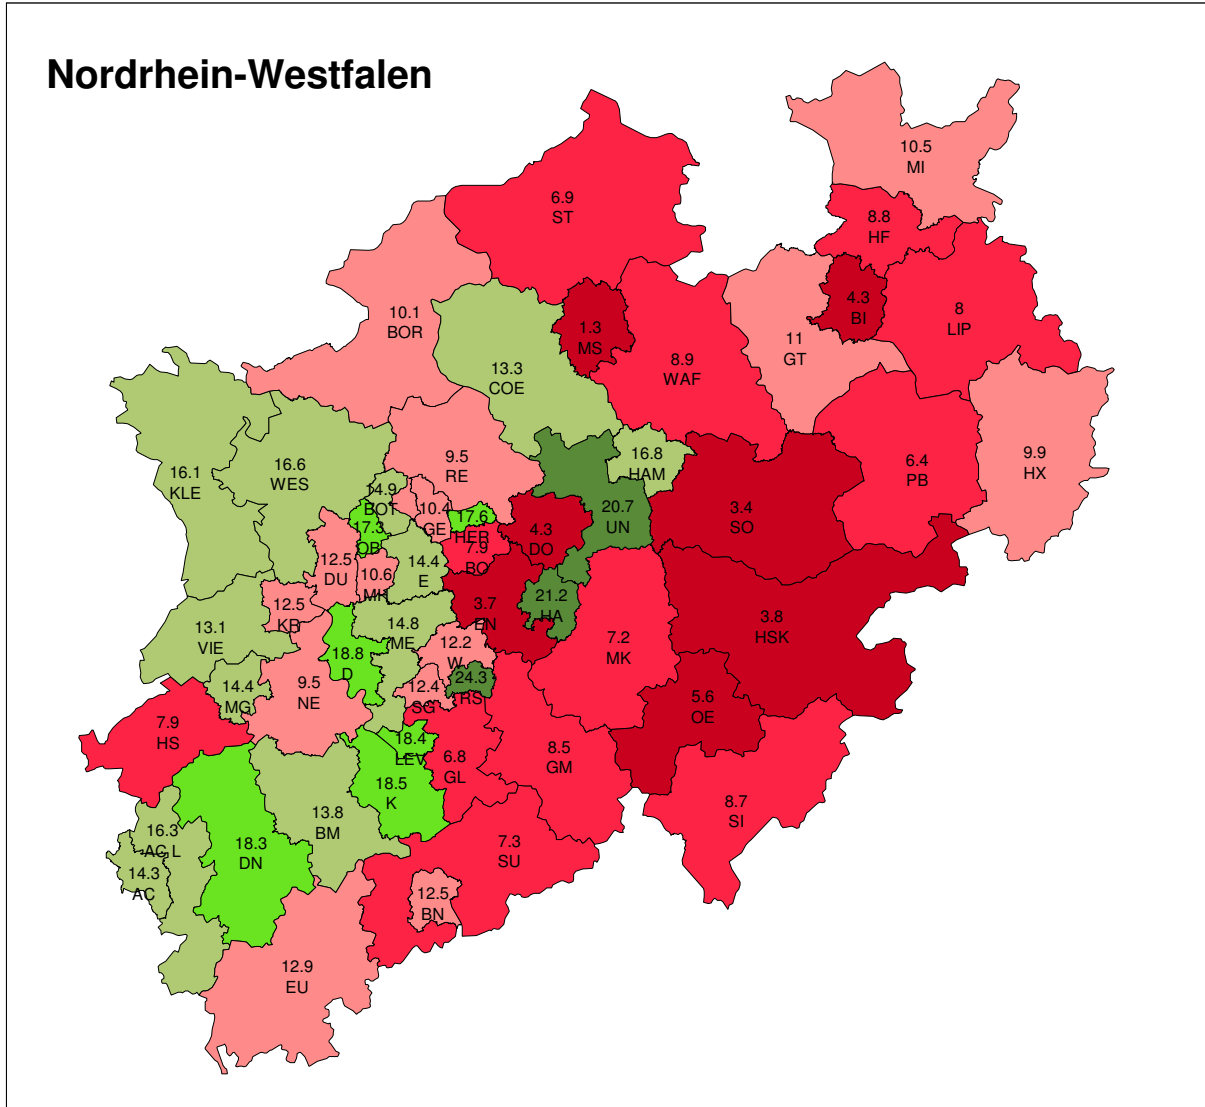 Nordrhein-Westfalen
10.5
MI
6.9
ST
8.8
HF
4.3
BI
8
LIP
10.1
BOR
1.3
MS
11
GT
13.3
COE
8.9
WAF
9.5
RE
16.8
HAM
6.4
PB
9.9
HX
16.1
KLE
16.6
WES
14.9
BOT
10.4
GE
17.6
HER
20.7
UN
3.4
SO
17.3
OB
4.3
DO
7.9
BO
12.5
DU
10.6
MH
14.4
E
3.7
EN
21.2
HA
3.8
HSK
12.5
KR
13.1
VIE
14.8
ME
12.2
W
7.2
MK
18.8
D
14.4
MG
9.5
NE
12.4
SG
24.3
RS
5.6
OE
7.9
HS
18.4
LEV
6.8
GL
8.5
GM
18.5
K
8.7
SI
16.3
AC L
13.8
BM
18.3
DN
7.3
SU
14.3
AC
12.5
BN
12.9
EU